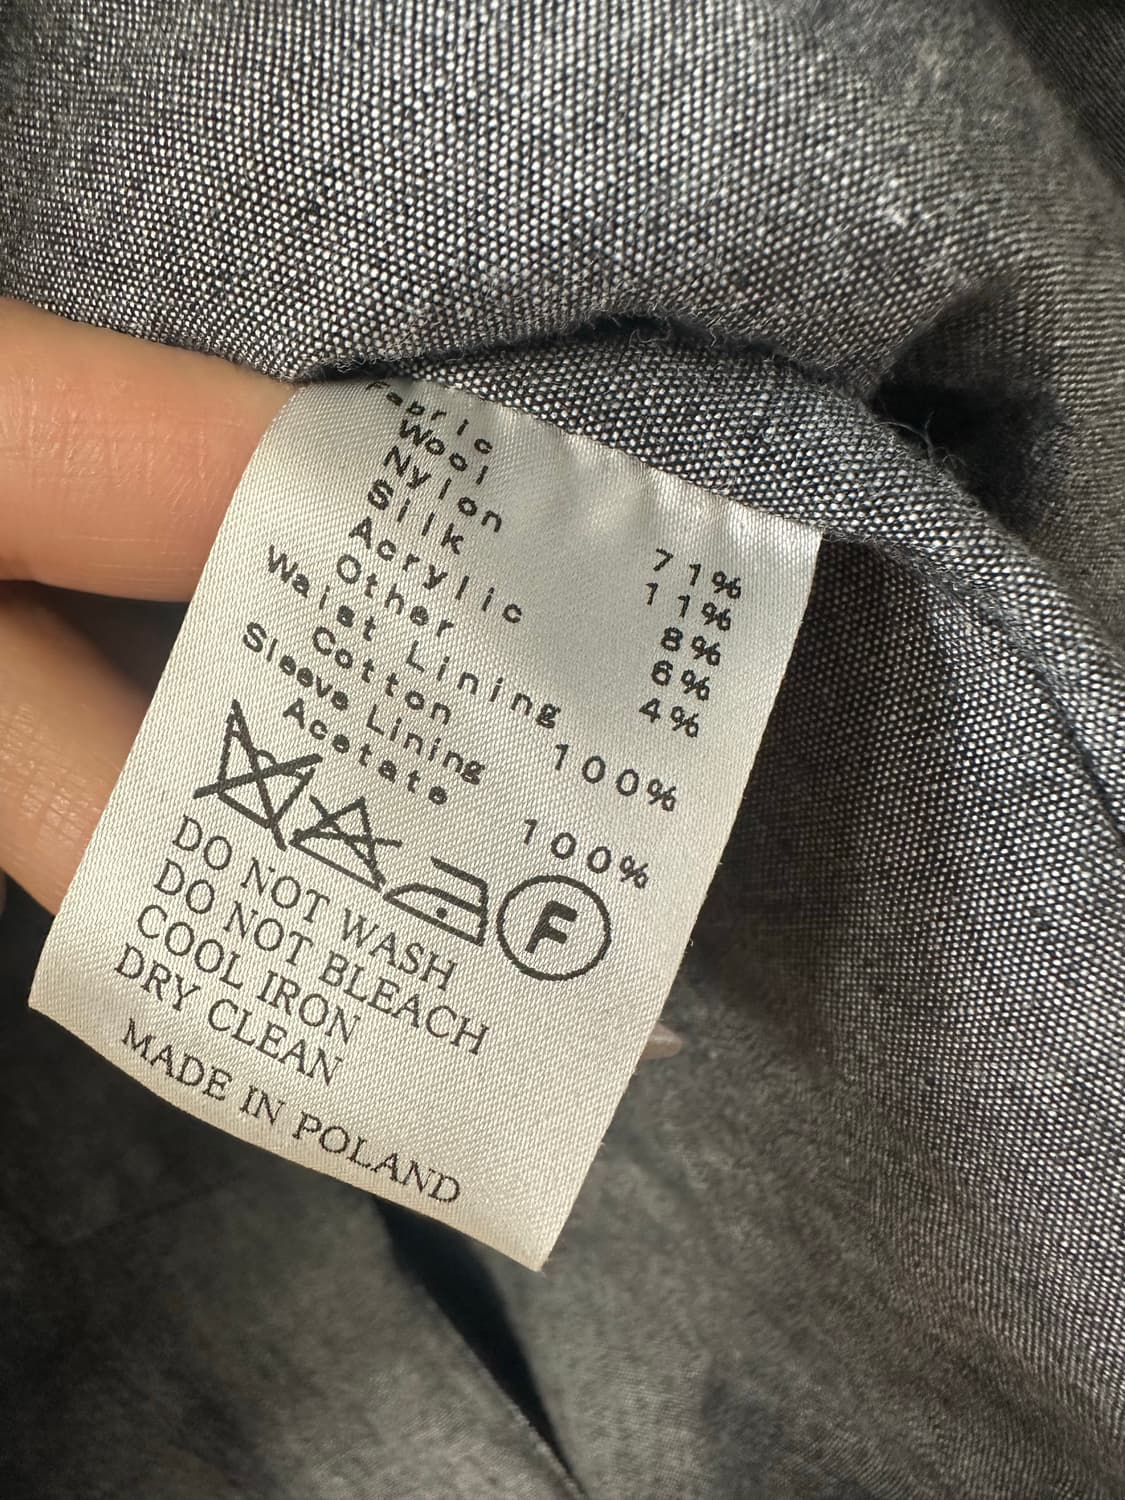 Fabric
Wool 71%
Nylon 11%
Silk 8%
Acrylic 6%
Other 4%
Waist Lining
Cotton 100%
Sleeve Lining
Acetate 100%
F
DO NOT WASH
DO NOT BLEACH
COOL IRON
DRY CLEAN
MADE IN POLAND